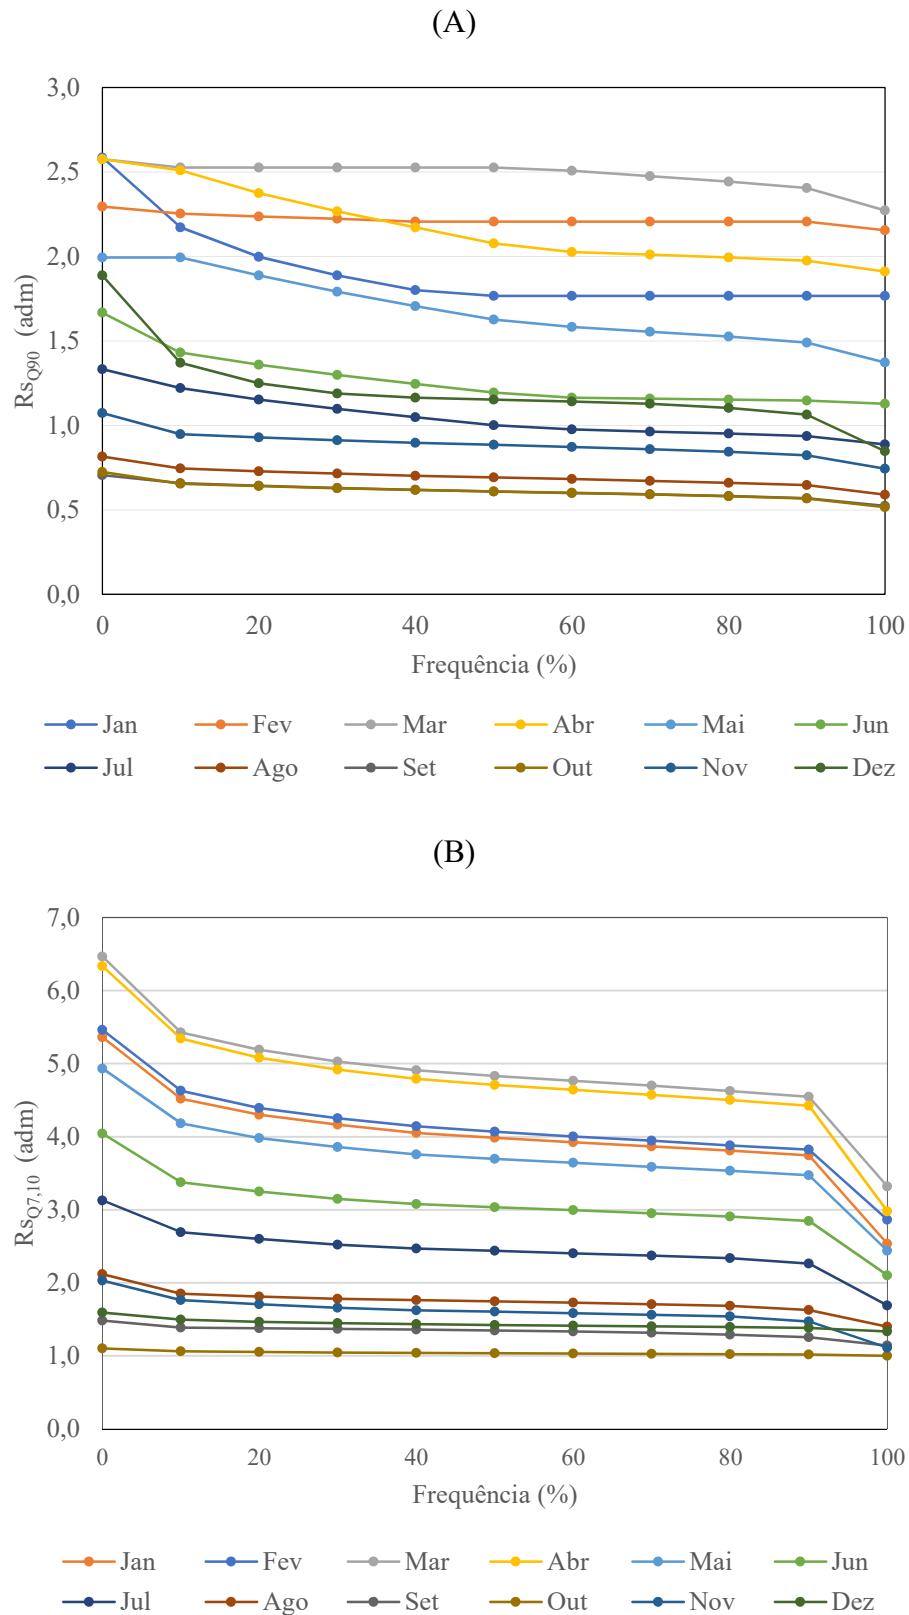 (A)
3,0
2,5
2,0
1,5
1,0
0,5
0,0
Rs_Q90 (adm)
0 20 40 60 80 100
Frequência (%)
Jan Fev Mar Abr Mai Jun
Jul Ago Set Out Nov Dez
(B)
7,0
6,0
5,0
4,0
3,0
2,0
1,0
0,0
Rs_Q7,10 (adm)
0 20 40 60 80 100
Frequência (%)
Jan Fev Mar Abr Mai Jun
Jul Ago Set Out Nov Dez